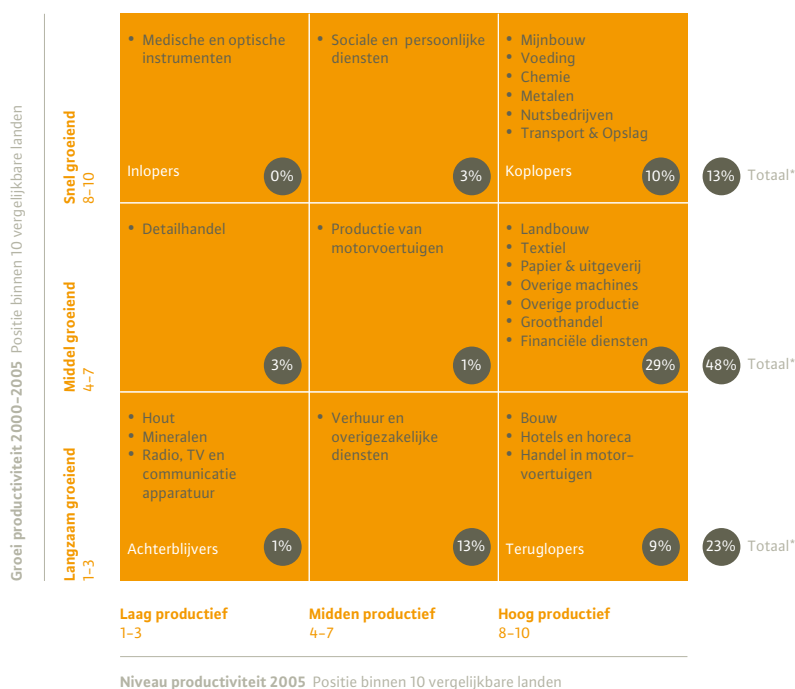 Groei productiviteit 2000–2005 Positie binnen 10 vergelijkbare landen
Snel groeiend
8–10
• Medische en optische
instrumenten
Inlopers
0%
• Sociale en persoonlijke
diensten
3%
• Mijnbouw
• Voeding
• Chemie
• Metalen
• Nutsbedrijven
• Transport & Opslag
Koplopers
10%
13% Totaal*
Middel groeiend
4–7
• Detailhandel
3%
• Productie van
motorvoertuigen
1%
• Landbouw
• Textiel
• Papier & uitgeverij
• Overige machines
• Overige productie
• Groothandel
• Financiële diensten
29%
48% Totaal*
Langzaam groeiend
1–3
• Hout
• Mineralen
• Radio, TV en
communicatie
apparatuur
Achterblijvers
1%
• Verhuur en
overigezakelijke
diensten
13%
• Bouw
• Hotels en horeca
• Handel in motor–
voertuigen
Teruglopers
9%
23% Totaal*
Laag productief
1–3
Midden productief
4–7
Hoog productief
8–10
Niveau productiviteit 2005 Positie binnen 10 vergelijkbare landen